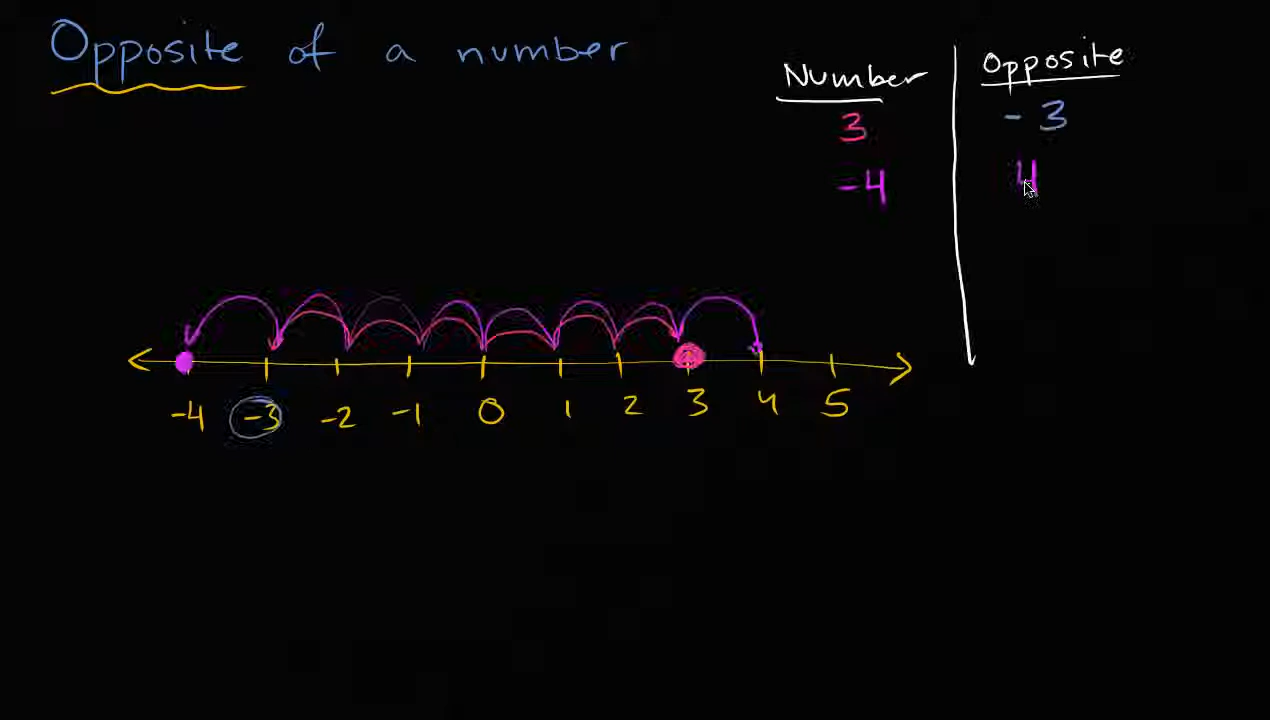 Opposite of a number
Number Opposite
3 -3
-4 4
-4 -3 -2 -1 0 1 2 3 4 5